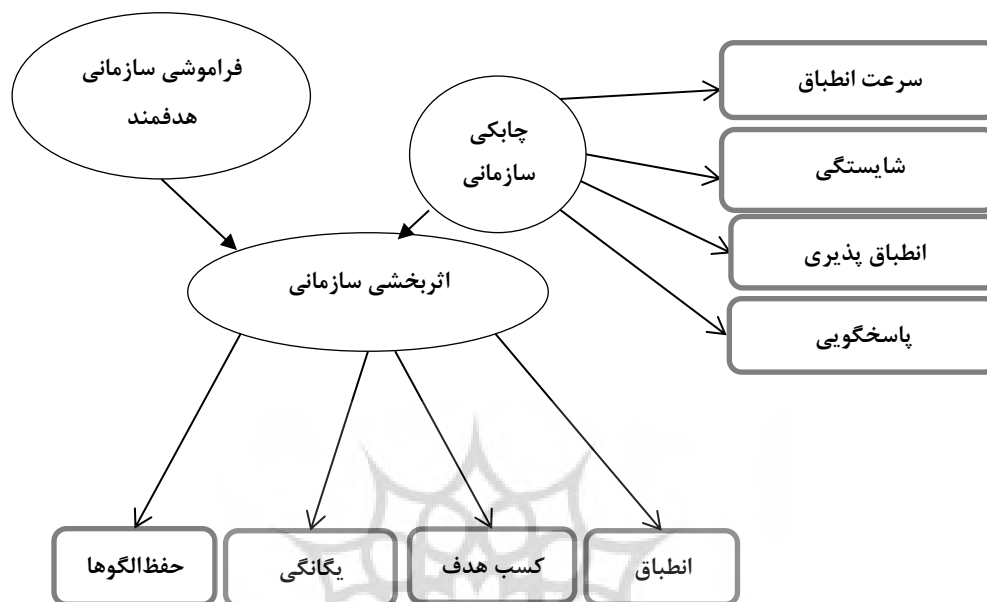 فراموشی سازمانی
هدفمند
چابکی
سازمانی
سرعت انطباق
شایستگی
انطباق پذیری
پاسخگویی
اثربخشی سازمانی
انطباق
کسب هدف
یگانگی
حفظ‌الگوها